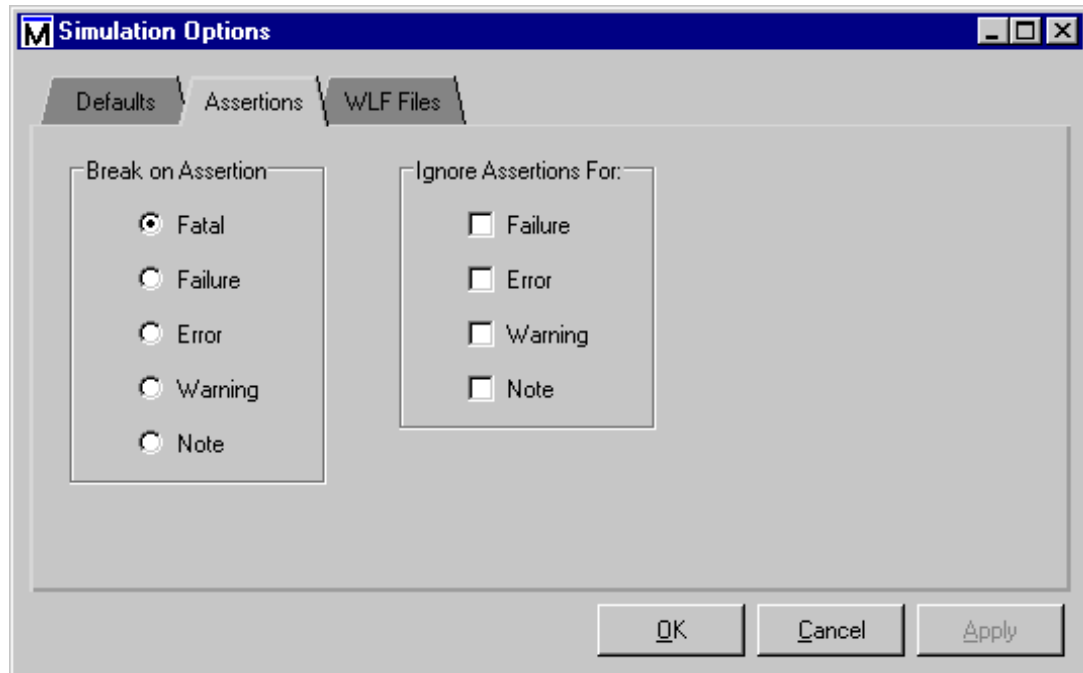 Simulation Options
Defaults Assertions WLF Files
Break on Assertion
Fatal
Failure
Error
Warning
Note
Ignore Assertions For:
Failure
Error
Warning
Note
OK Cancel Apply